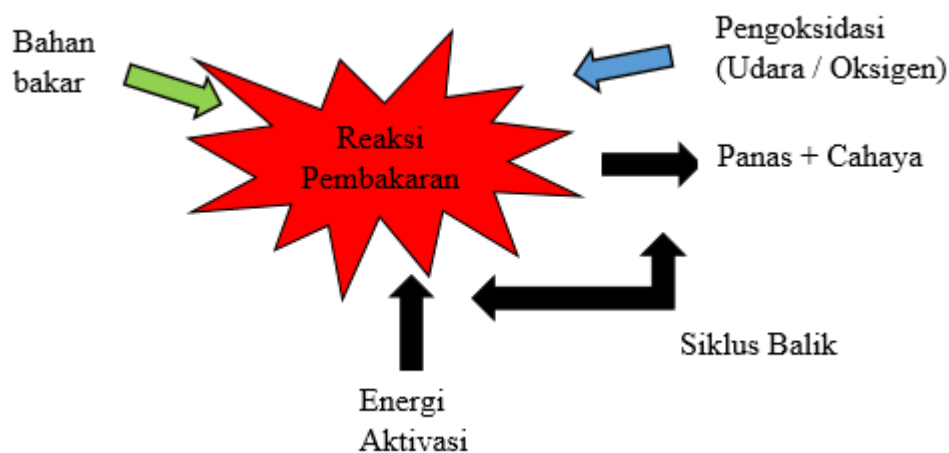 Bahan
bakar
Pengoksidasi
(Udara / Oksigen)
Reaksi
Pembakaran
Panas + Cahaya
Siklus Balik
Energi
Aktivasi